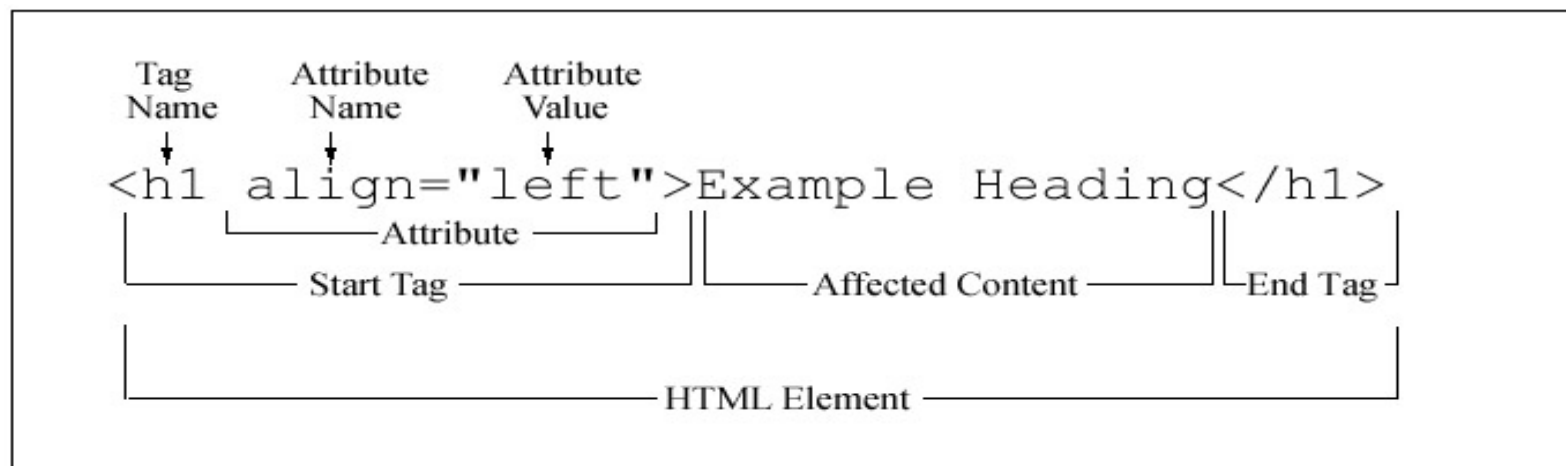 Tag Attribute Attribute
Name Name Value
<h1 align="left">Example Heading</h1>
Attribute
Start Tag Affected Content End Tag
HTML Element